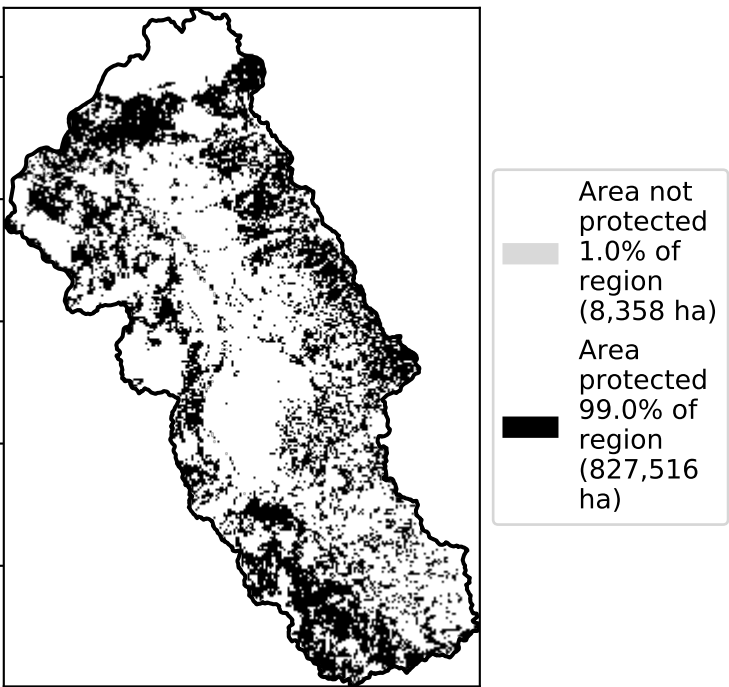 Area not
protected
1.0% of
region
(8,358 ha)
Area
protected
99.0% of
region
(827,516
ha)